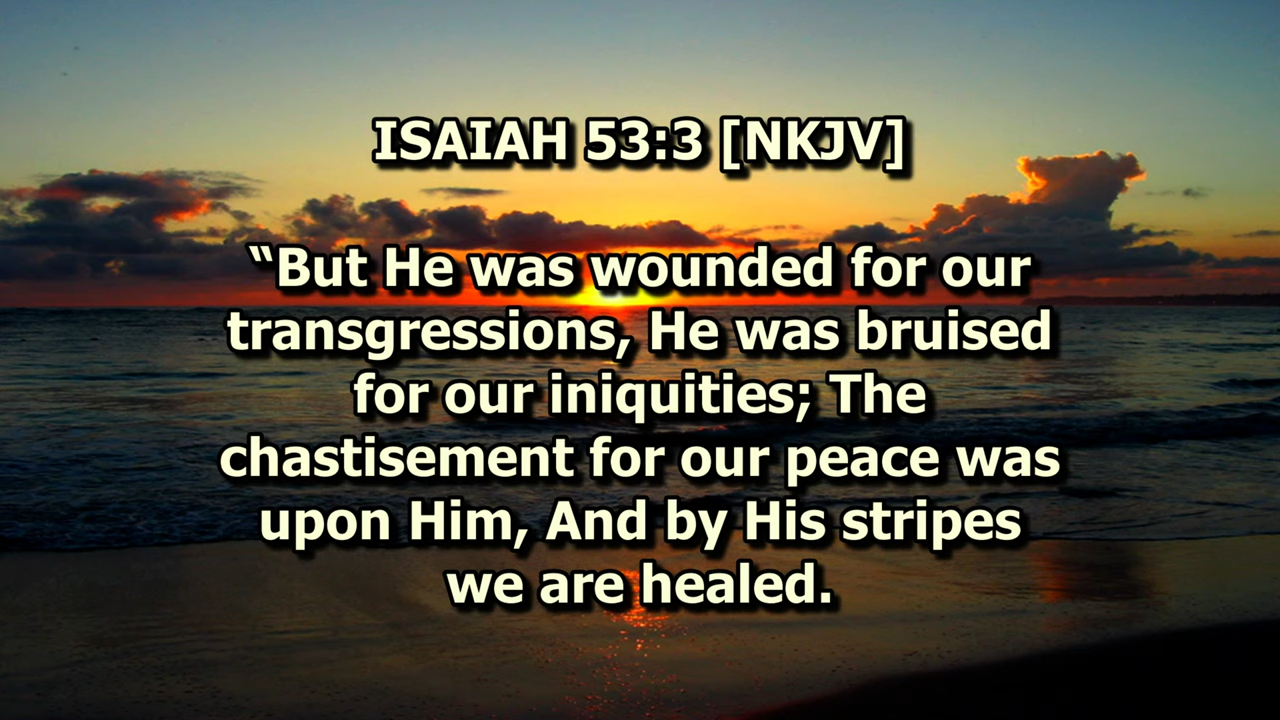 ISAIAH 53:3 [NKJV]
“But He was wounded for our
transgressions, He was bruised
for our iniquities; The
chastisement for our peace was
upon Him, And by His stripes
we are healed.